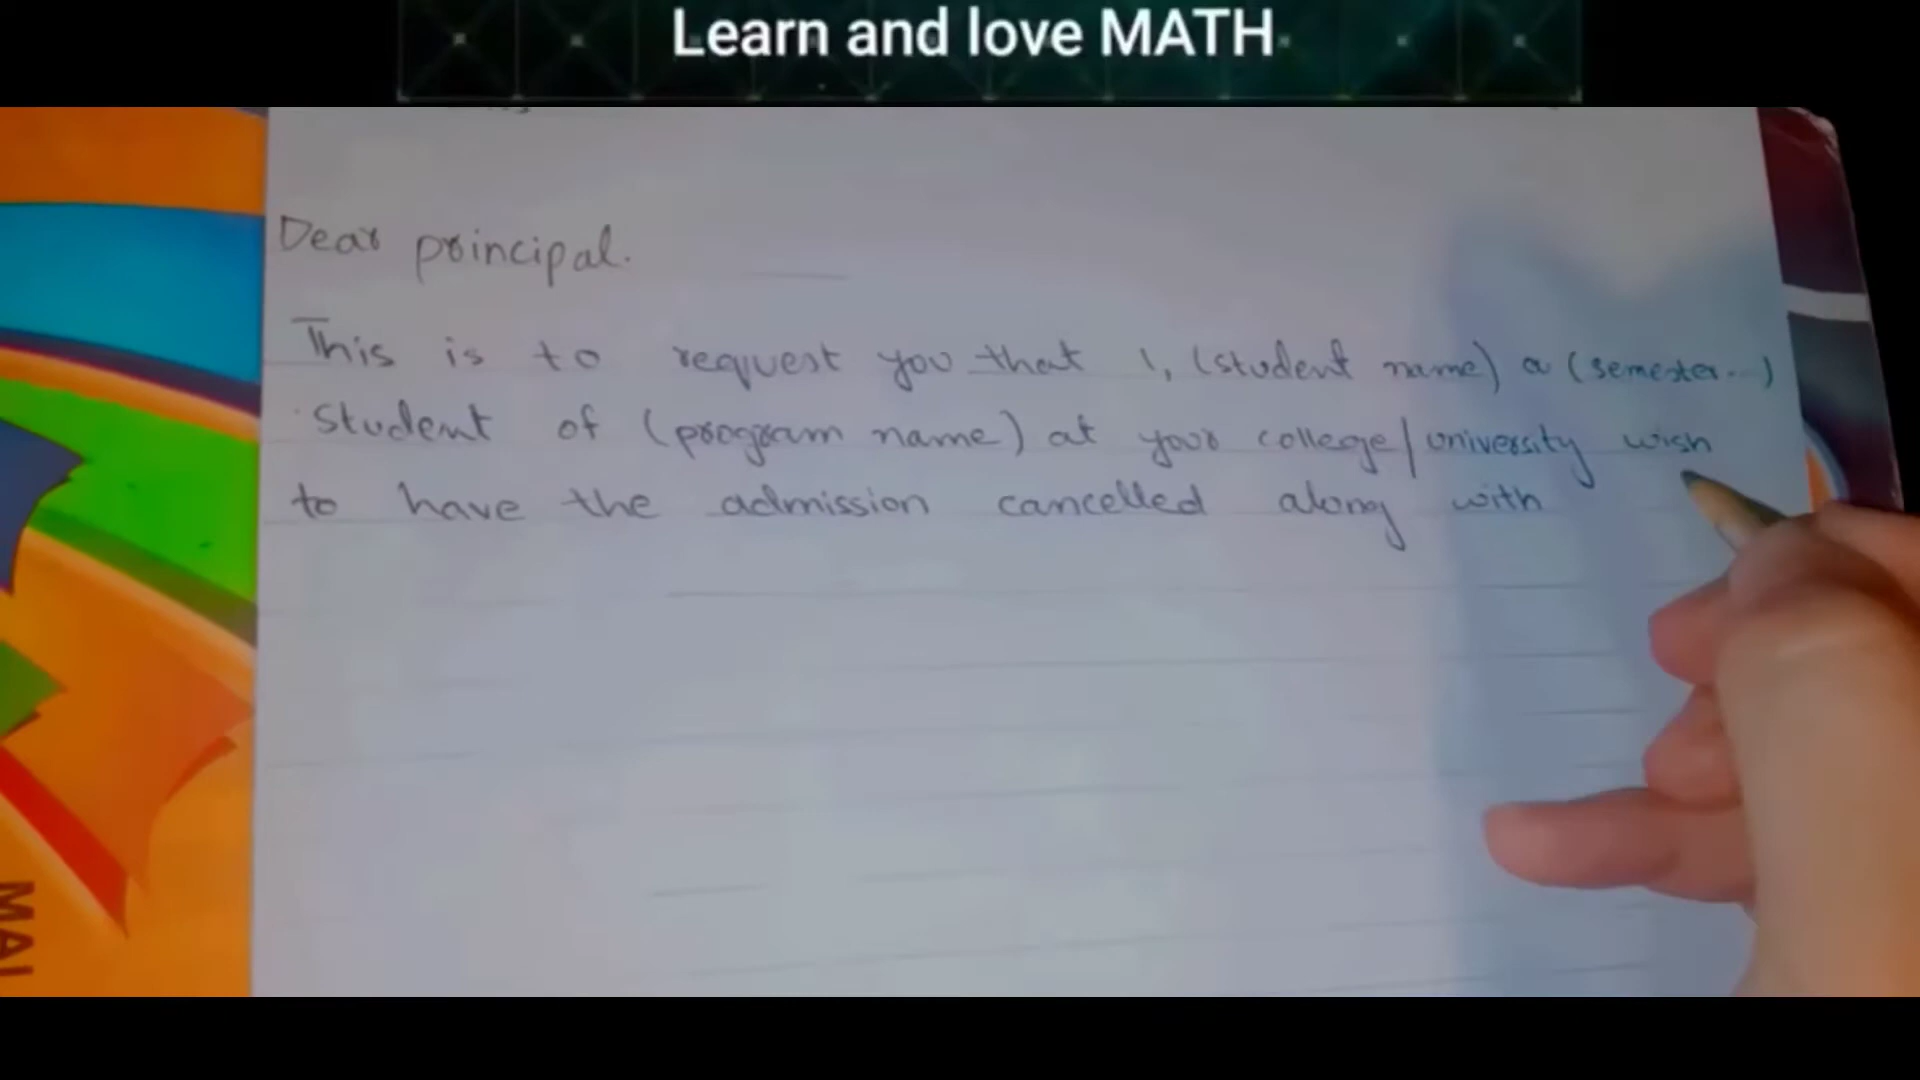 Learn and love MATH
Dear principal.
This is to request you that I, (student name) a (semester...)
Student of (program name) at your college/university wish
to have the admission cancelled along with
MAL